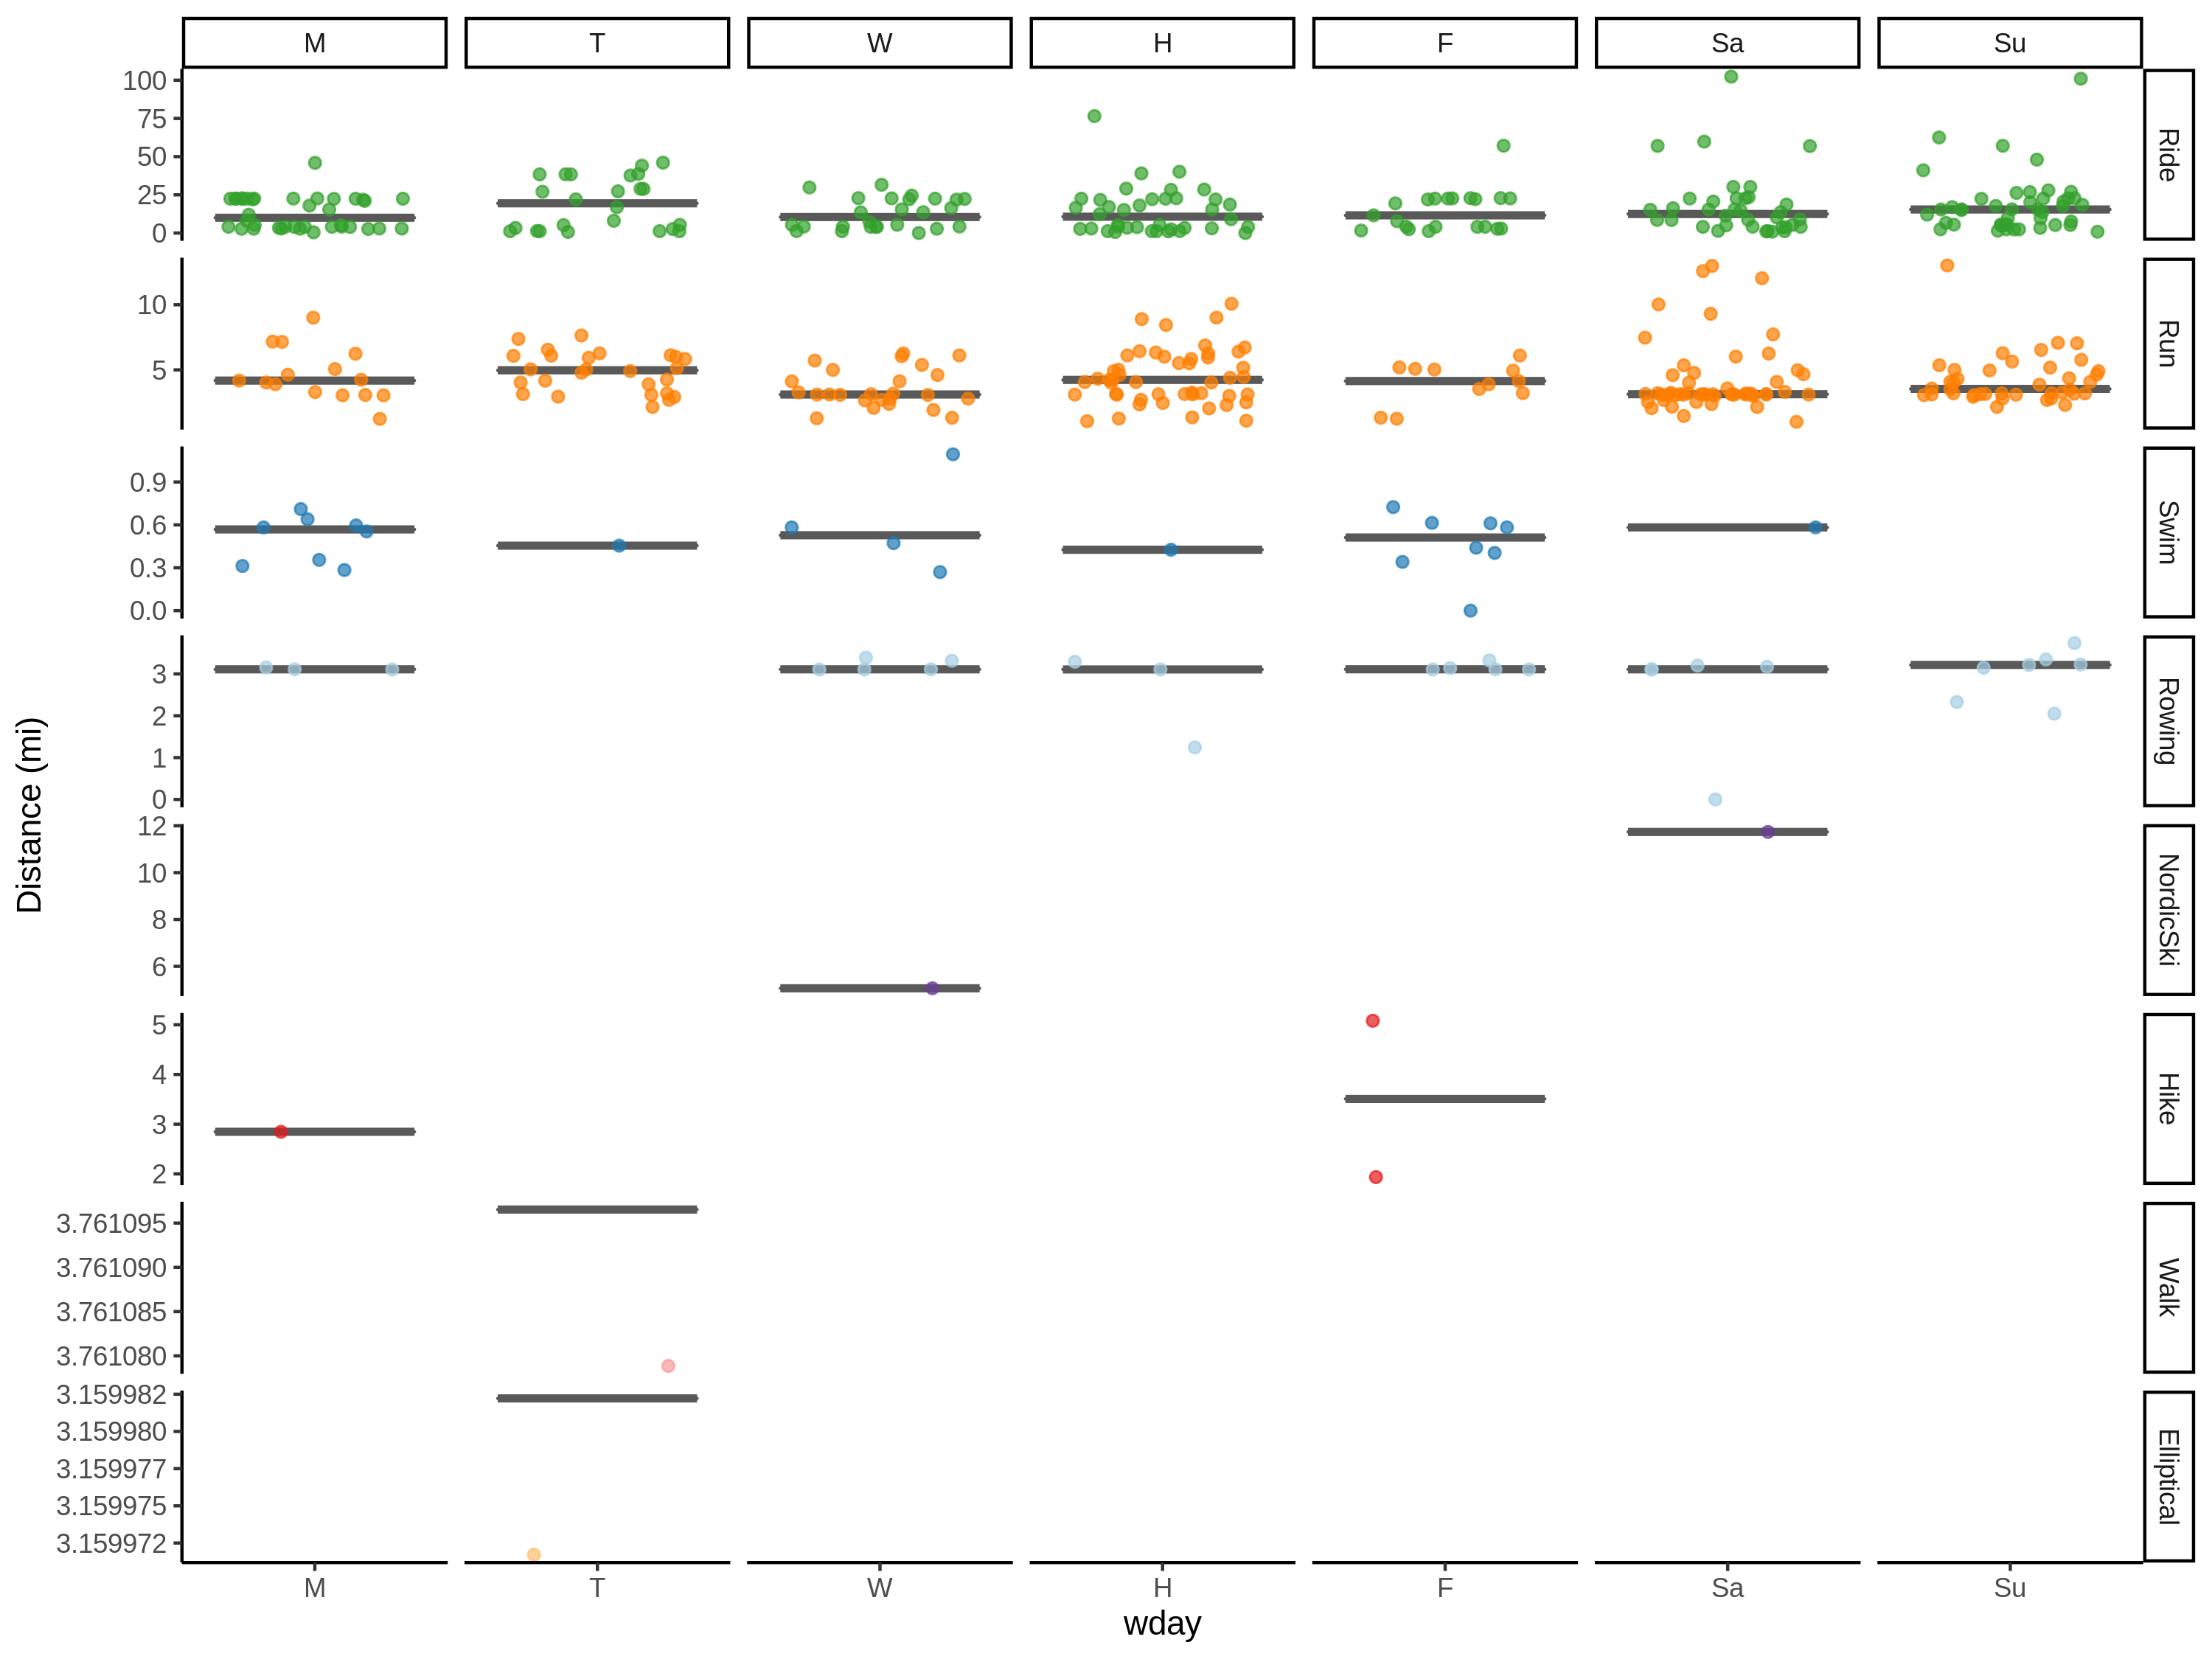 M T W H F Sa Su
100
75
50
25
0
Ride
10
5
Run
0.9
0.6
0.3
0.0
Swim
3
2
1
0
Rowing
12
10
8
6
NordicSki
5
4
3
2
Hike
3.761095
3.761090
3.761085
3.761080
Walk
3.159982
3.159980
3.159977
3.159975
3.159972
Elliptical
Distance (mi)
M T W H F Sa Su
wday